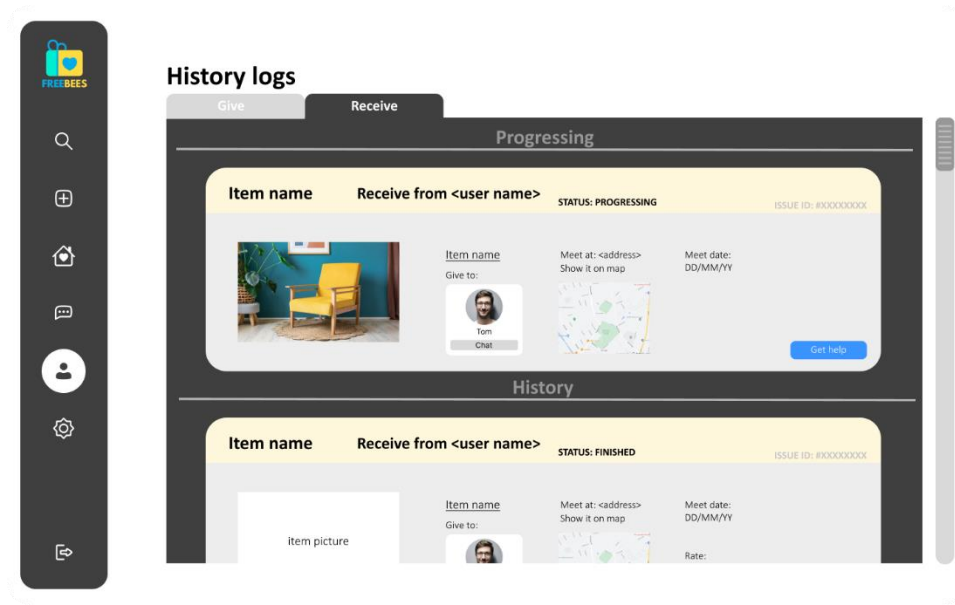 FREEBEES
History logs
Give
Receive
Progressing
Item name
Receive from <user name>
STATUS: PROGRESSING
ISSUE ID: #XXXXXXXX
Item name
Give to:
Tom
Chat
Meet at: <address>
Show it on map
Meet date:
DD/MM/YY
Get help
History
Item name
Receive from <user name>
STATUS: FINISHED
ISSUE ID: #XXXXXXXX
item picture
Item name
Give to:
Meet at: <address>
Show it on map
Meet date:
DD/MM/YY
Rate: